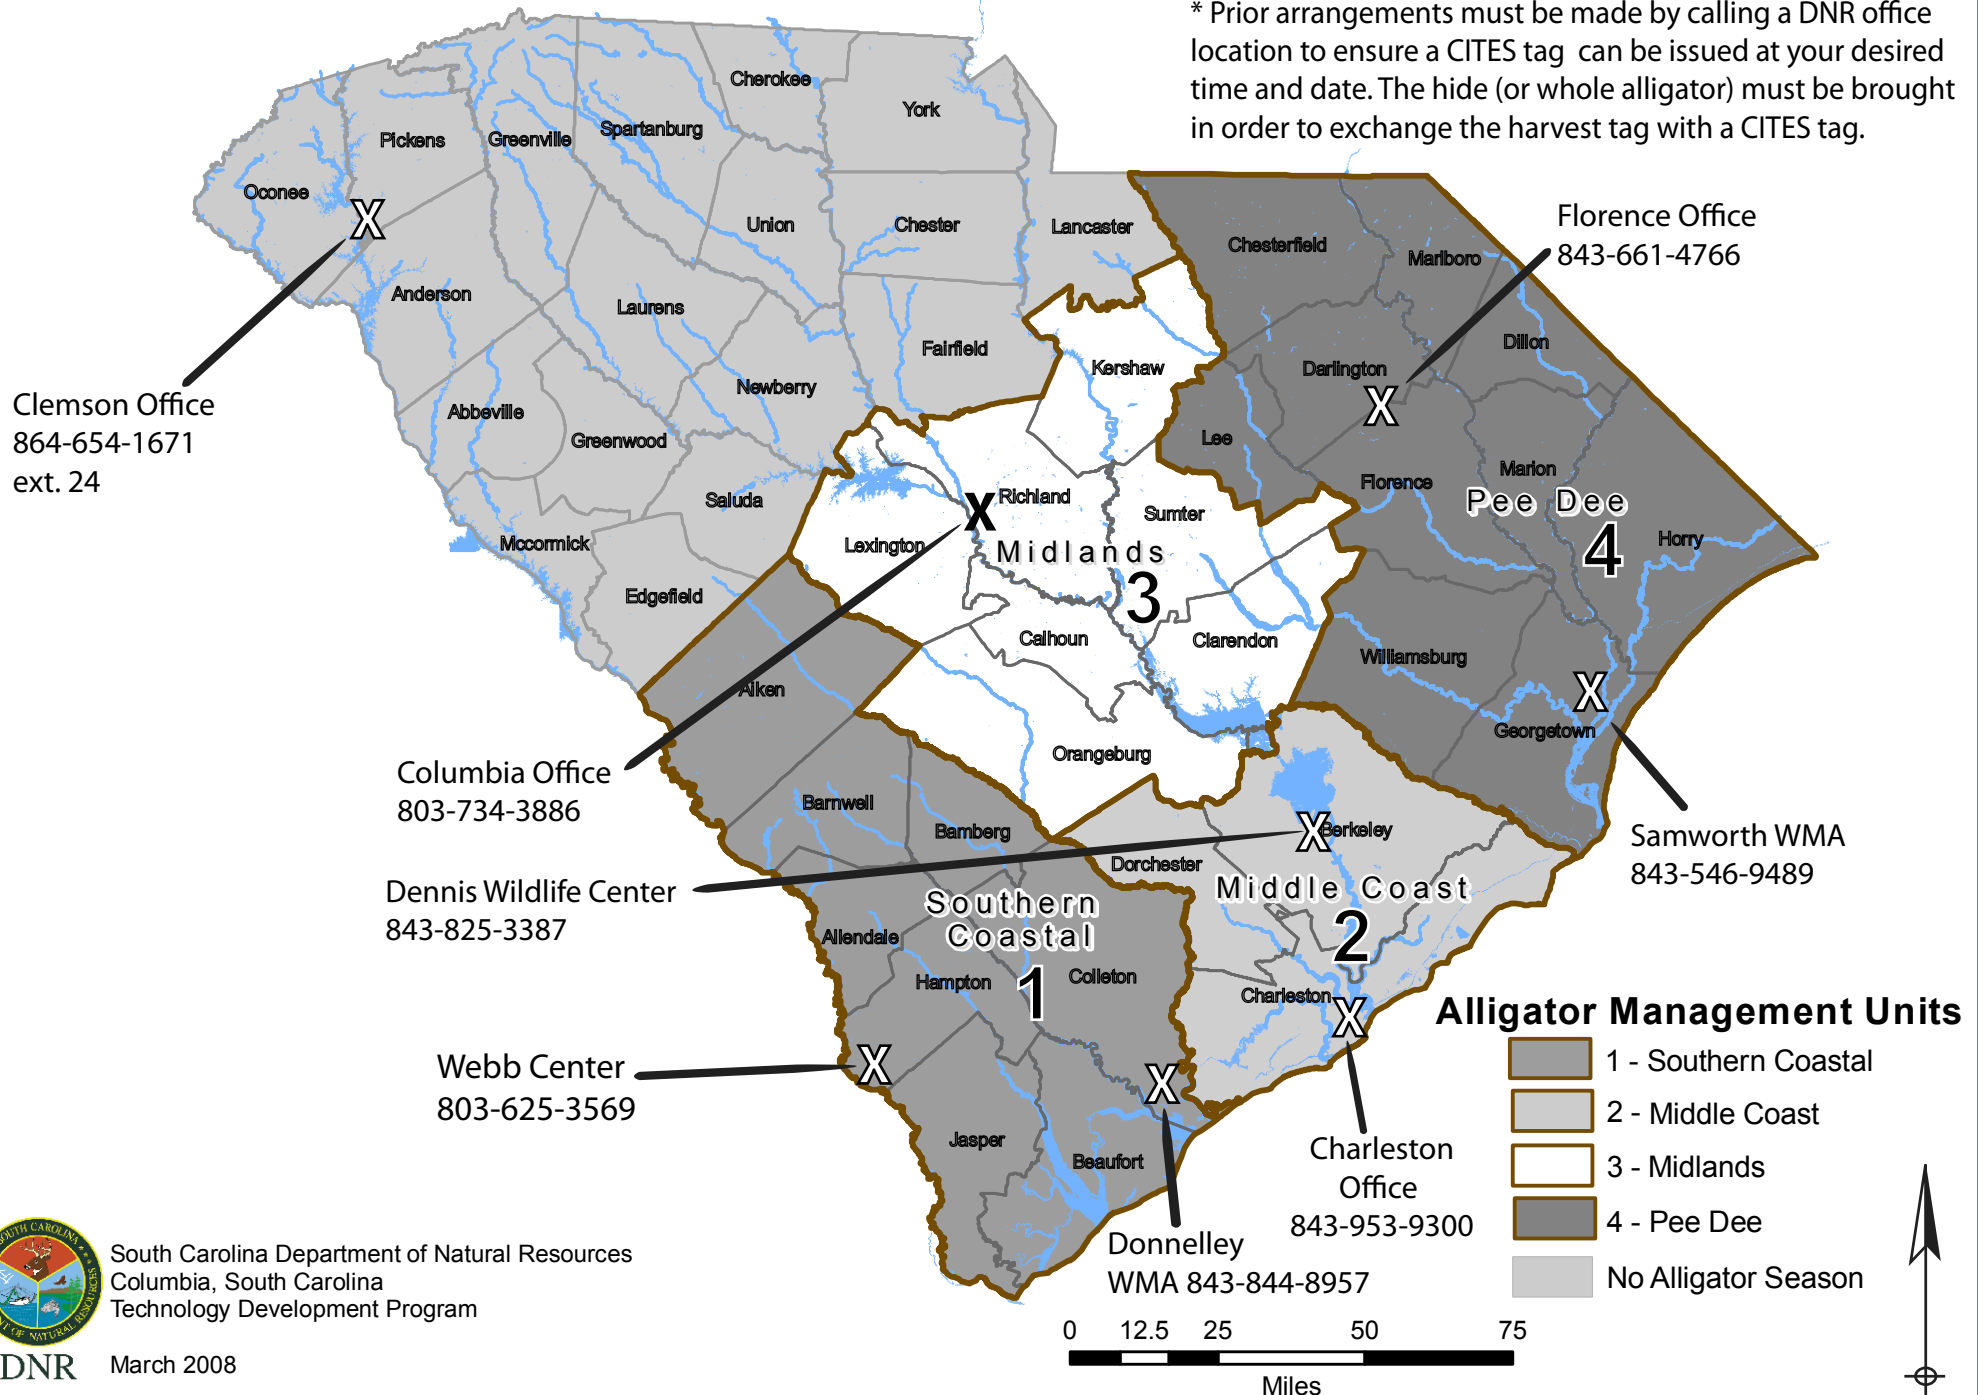 * Prior arrangements must be made by calling a DNR office
location to ensure a CITES tag can be issued at your desired
time and date. The hide (or whole alligator) must be brought
in order to exchange the harvest tag with a CITES tag.
Cherokee
York
Pickens
Greenville
Spartanburg
Oconee
Union
Chester
Lancaster
Chesterfield
Marlboro
Florence Office
843-661-4766
Anderson
Laurens
Fairfield
Kershaw
Darlington
Dillon
Newberry
Clemson Office
864-654-1671
ext. 24
Abbeville
Greenwood
Lee
Marion
Florence
Saluda
Richland
Sumter
Pee Dee
4
Horry
Mccormick
Lexington
Midlands
3
Edgefield
Calhoun
Clarendon
Williamsburg
Aiken
Georgetown
Orangeburg
Columbia Office
803-734-3886
Barnwell
Bamberg
Berkeley
Samworth WMA
843-546-9489
Dorchester
Dennis Wildlife Center
843-825-3387
Middle Coast
2
Southern
Coastal
1
Allendale
Hampton
Colleton
Charleston
Webb Center
803-625-3569
Jasper
Beaufort
Charleston
Office
843-953-9300
Donnelley
WMA 843-844-8957
Alligator Management Units
1 - Southern Coastal
2 - Middle Coast
3 - Midlands
4 - Pee Dee
No Alligator Season
SOUTH CAROLINA
DEPARTMENT OF NATURAL RESOURCES
DNR
South Carolina Department of Natural Resources
Columbia, South Carolina
Technology Development Program
March 2008
0 12.5 25 50 75
Miles
X
X
X
X
X
X
X
X